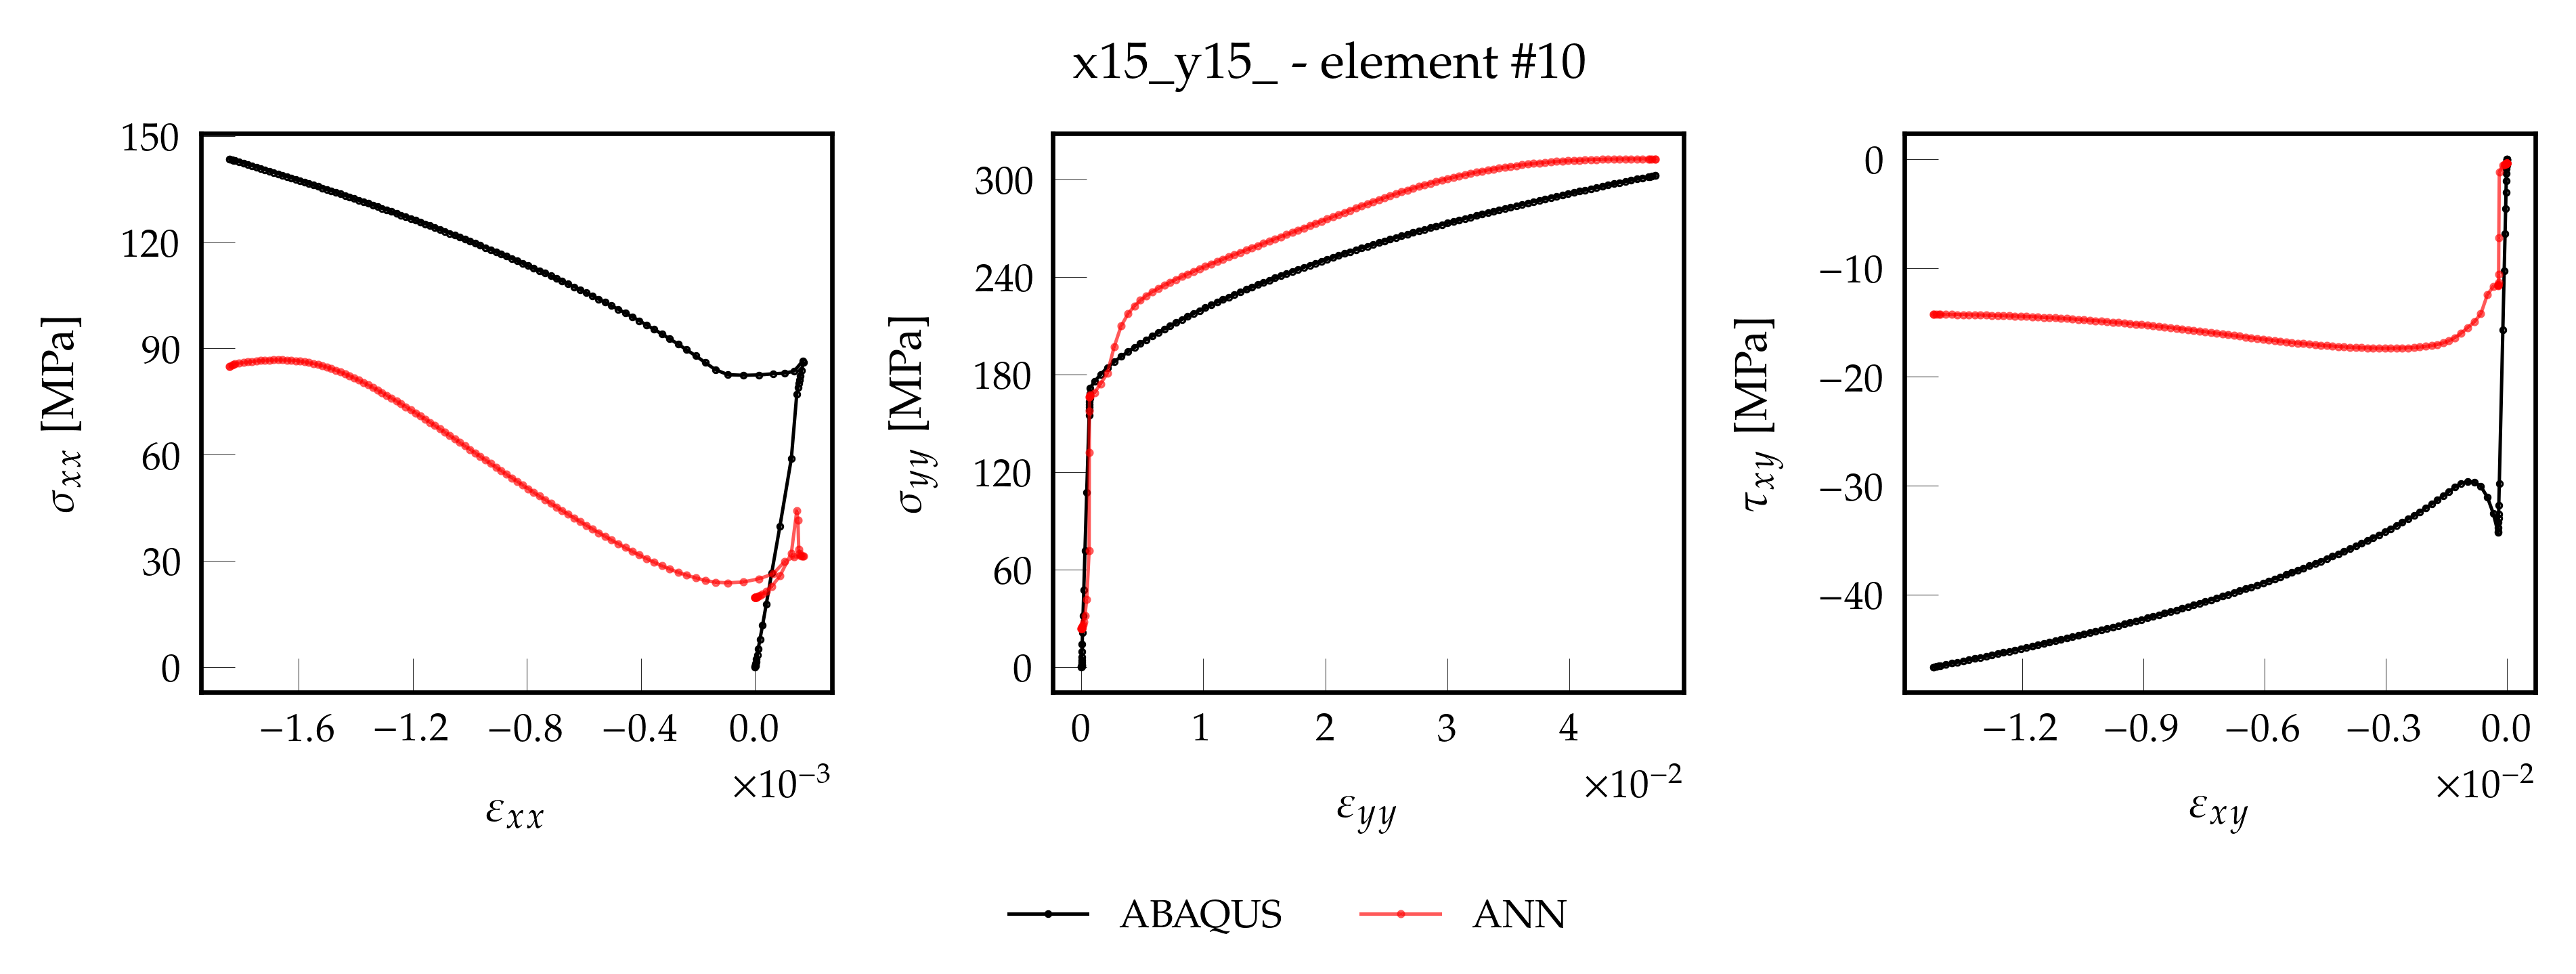 x15_y15_ - element #10
150
120
90
60
30
0
σxx [MPa]
−1.6 −1.2 −0.8 −0.4 0.0
×10−3
εxx
300
240
180
120
60
0
σyy [MPa]
0 1 2 3 4
×10−2
εyy
0
−10
−20
−30
−40
τxy [MPa]
−1.2 −0.9 −0.6 −0.3 0.0
×10−2
εxy
ABAQUS ANN